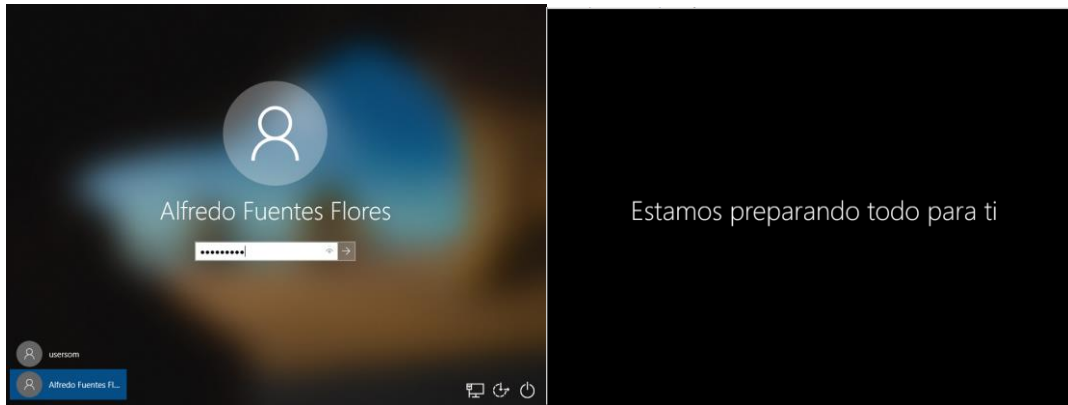 Alfredo Fuentes Flores
usersom
Alfredo Fuentes Fl...
Estamos preparando todo para ti